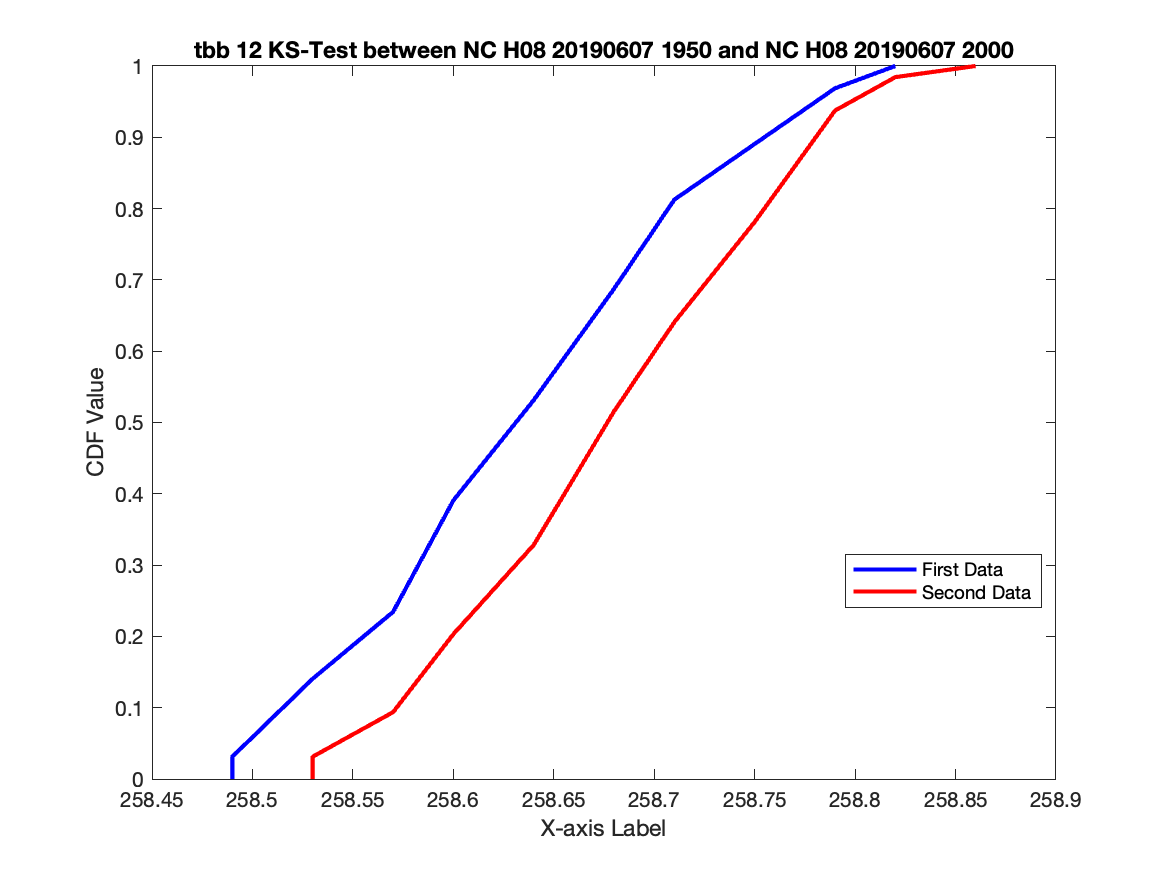 tbb 12 KS-Test between NC H08 20190607 1950 and NC H08 20190607 2000
1
0.9
0.8
0.7
0.6
0.5
0.4
0.3
0.2
0.1
0
CDF Value
First Data
Second Data
258.45 258.5 258.55 258.6 258.65 258.7 258.75 258.8 258.85 258.9
X-axis Label